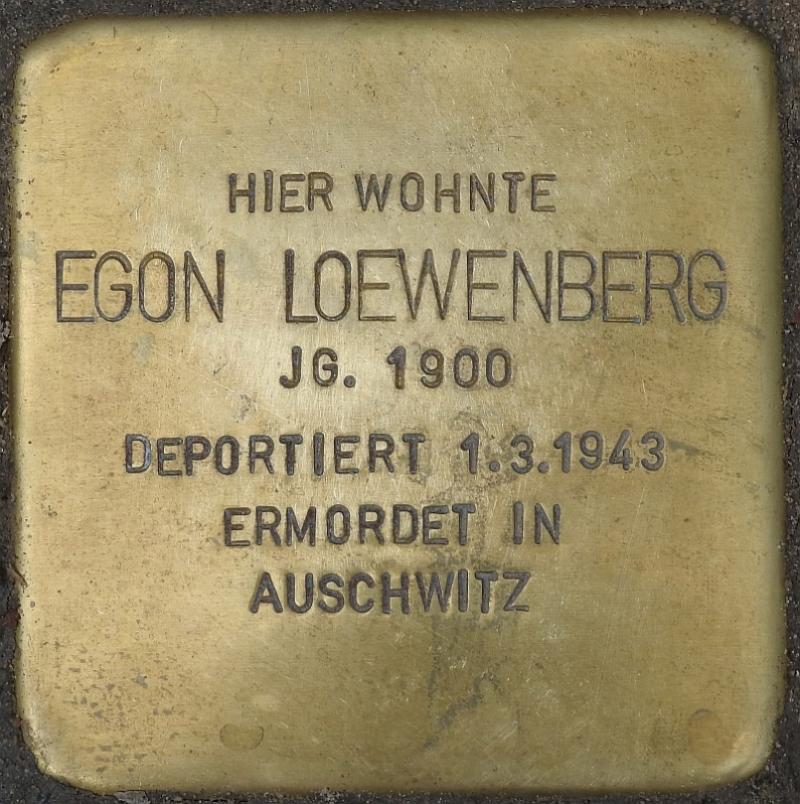 HIER WOHNTE
EGON LOEWENBERG
JG. 1900
DEPORTIERT 1.3.1943
ERMORDET IN
AUSCHWITZ